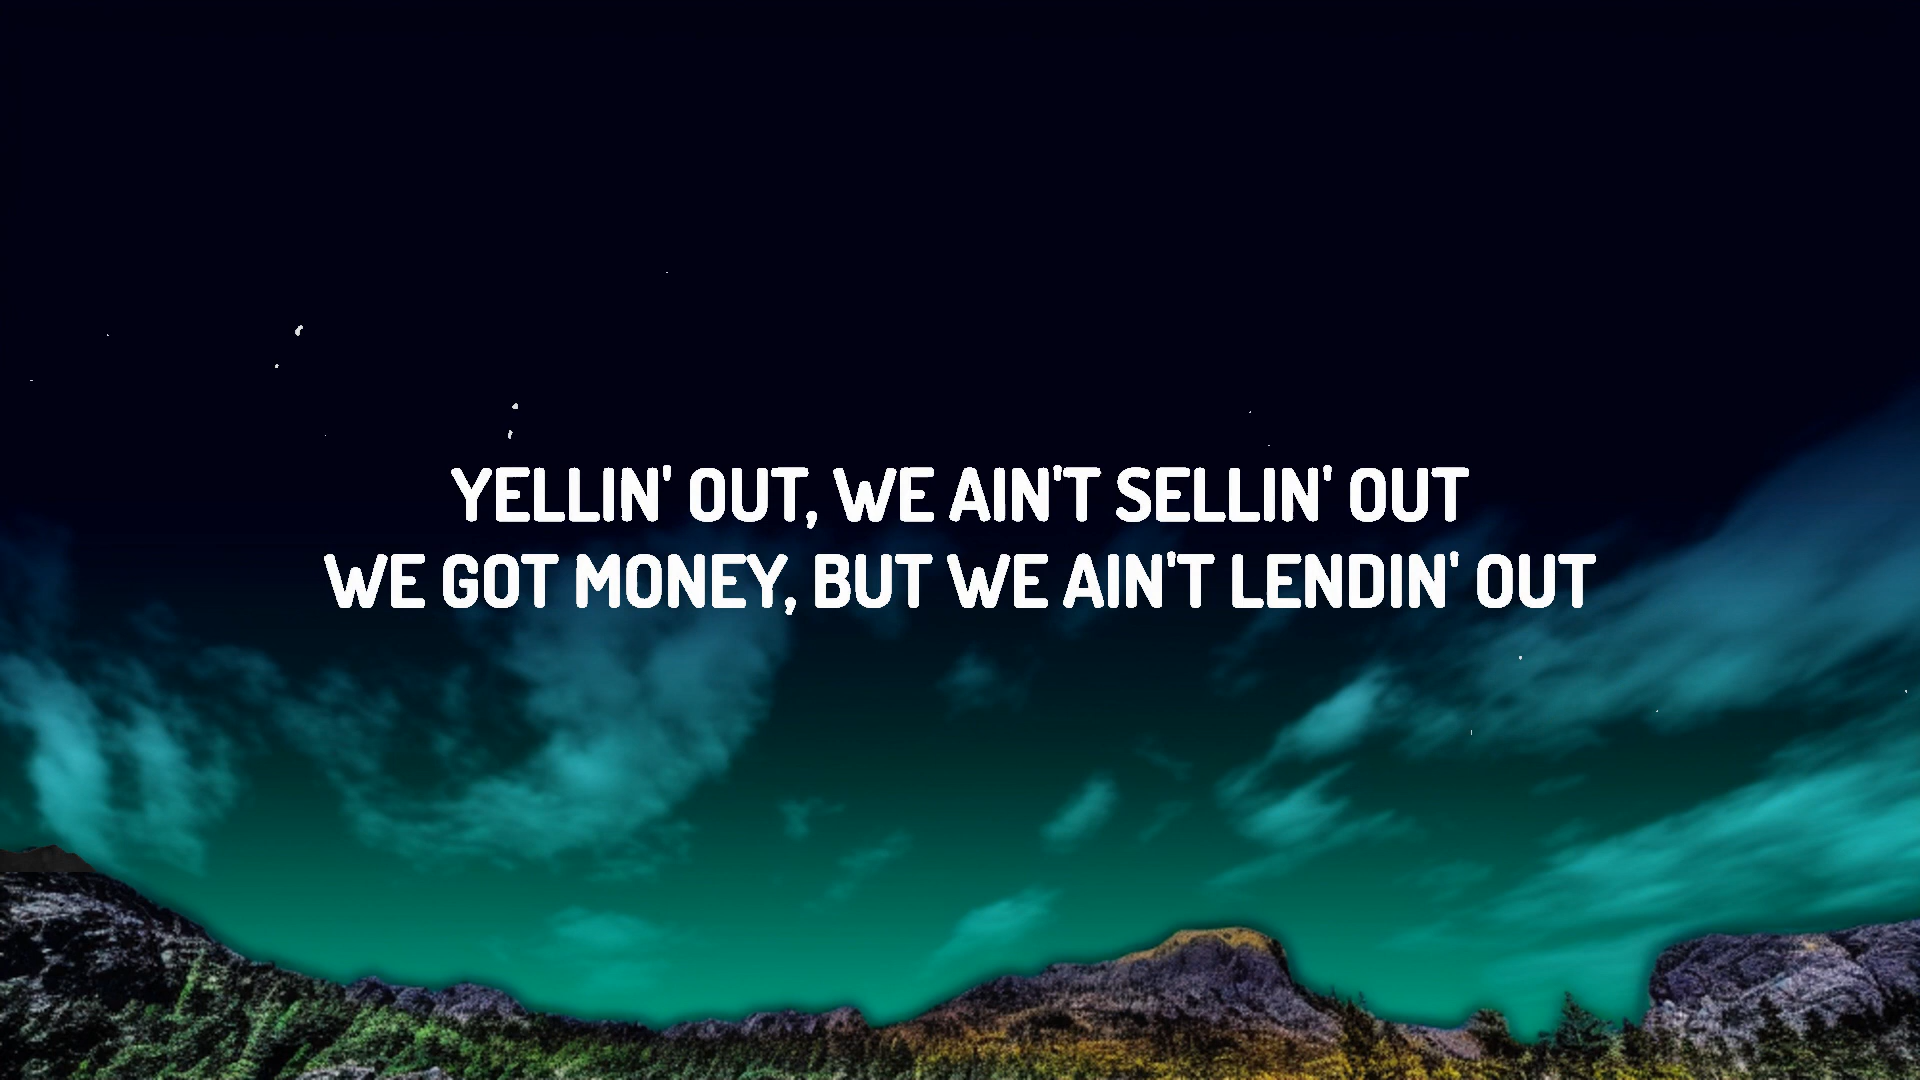 YELLIN' OUT, WE AIN'T SELLIN' OUT
WE GOT MONEY, BUT WE AIN'T LENDIN' OUT